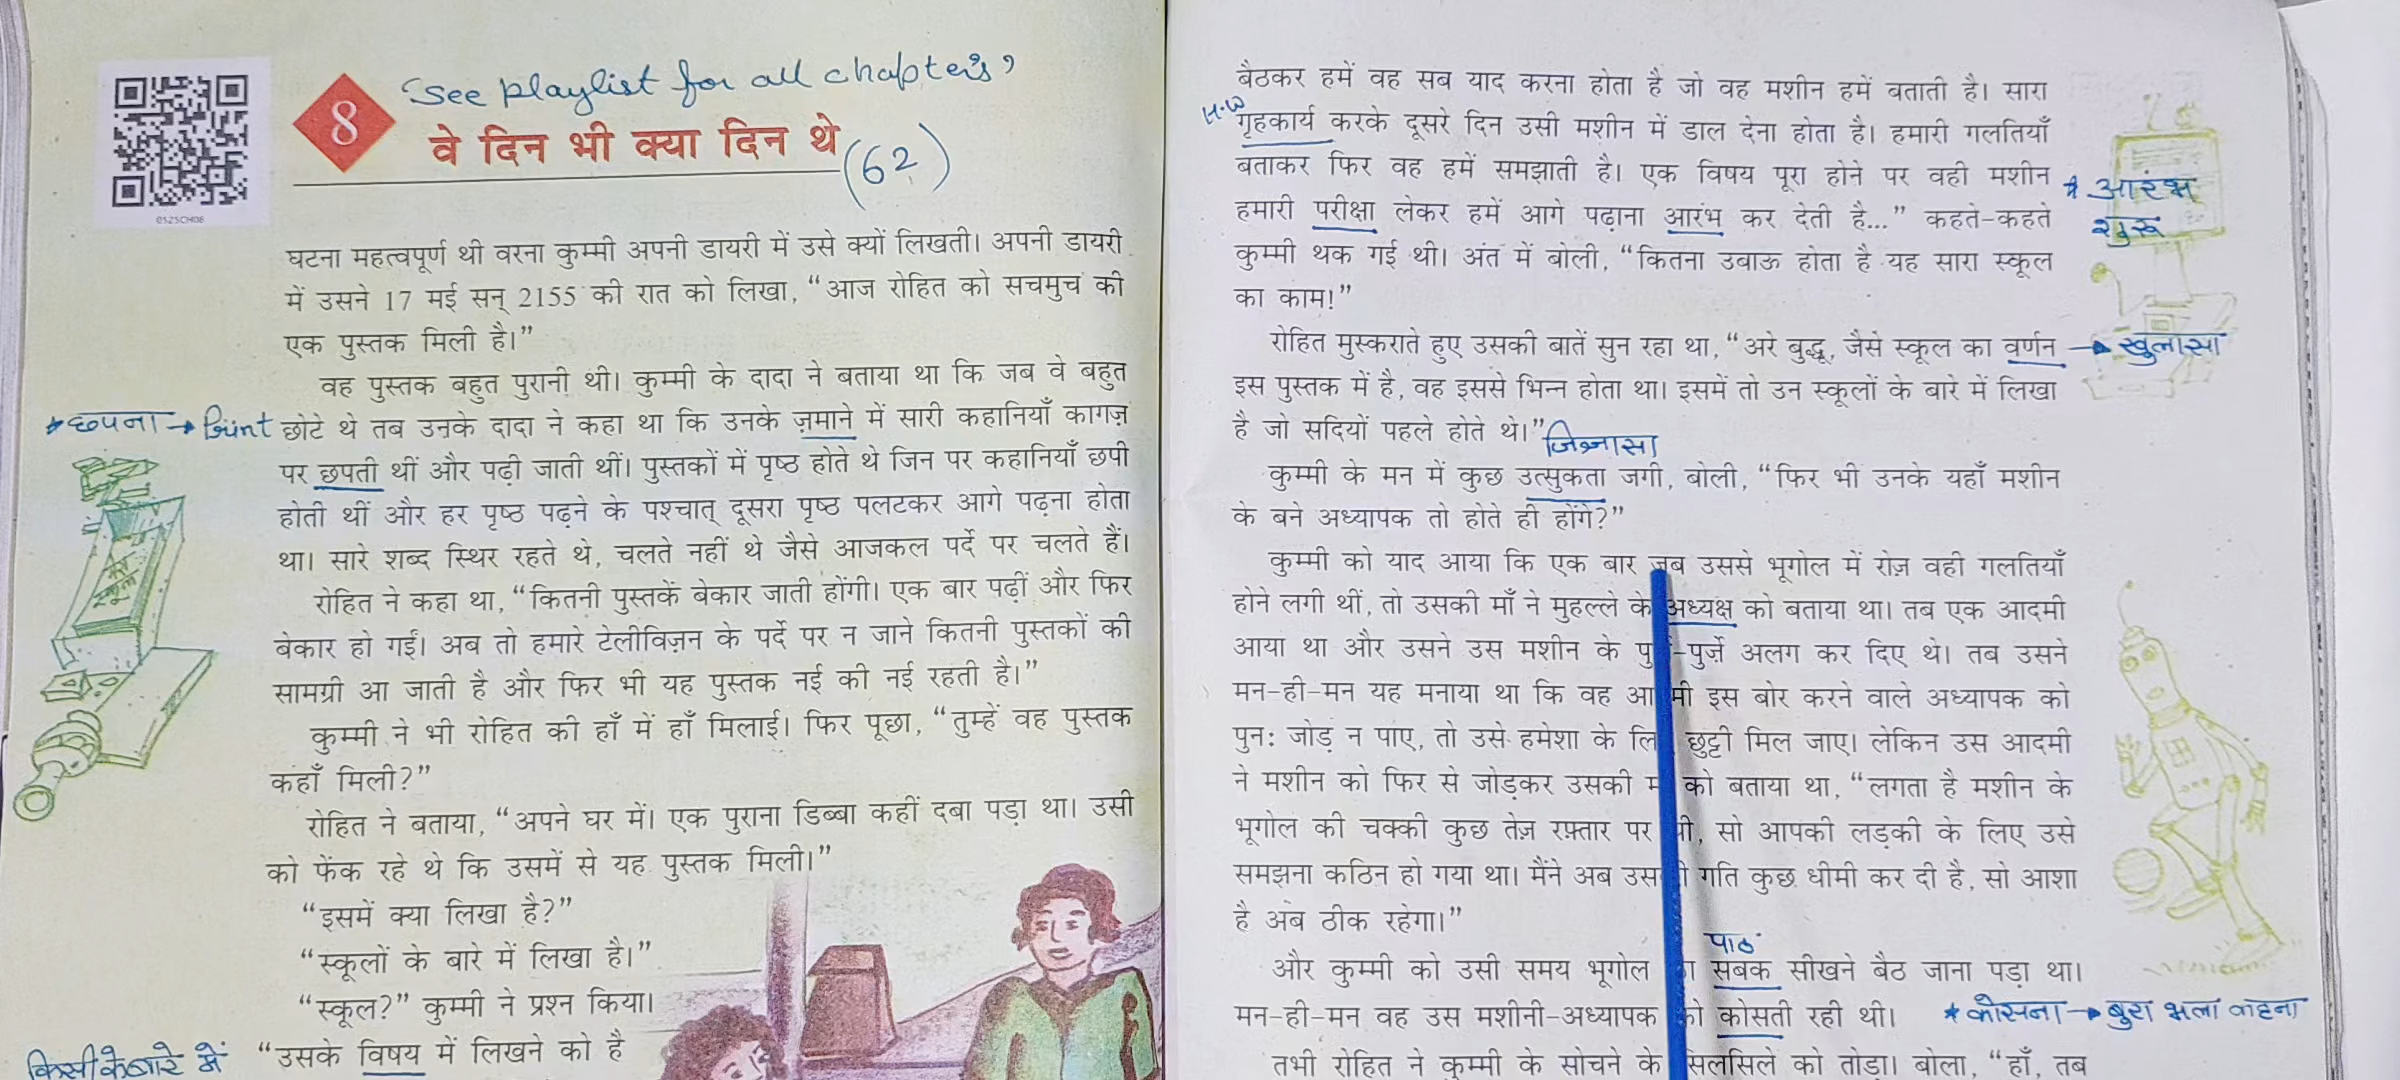 'See playlist for all chapters'
8
वे दिन भी क्या दिन थे (62)
0525CH08
घटना महत्वपूर्ण थी वरना कुम्मी अपनी डायरी में उसे क्यों लिखती। अपनी डायरी
में उसने 17 मई सन् 2155 की रात को लिखा, “आज रोहित को सचमुच की
एक पुस्तक मिली है।”
वह पुस्तक बहुत पुरानी थी। कुम्मी के दादा ने बताया था कि जब वे बहुत
* छपना → Print
छोटे थे तब उनके दादा ने कहा था कि उनके ज़माने में सारी कहानियाँ कागज़
पर छपती थीं और पढ़ी जाती थीं। पुस्तकों में पृष्ठ होते थे जिन पर कहानियाँ छपी
होती थीं और हर पृष्ठ पढ़ने के पश्चात् दूसरा पृष्ठ पलटकर आगे पढ़ना होता
था। सारे शब्द स्थिर रहते थे, चलते नहीं थे जैसे आजकल पर्दे पर चलते हैं।
रोहित ने कहा था, “कितनी पुस्तकें बेकार जाती होंगी। एक बार पढ़ीं और फिर
बेकार हो गईं। अब तो हमारे टेलीविज़न के पर्दे पर न जाने कितनी पुस्तकों की
सामग्री आ जाती है और फिर भी यह पुस्तक नई की नई रहती है।”
कुम्मी ने भी रोहित की हाँ में हाँ मिलाई। फिर पूछा, “तुम्हें वह पुस्तक
कहाँ मिली?”
रोहित ने बताया, “अपने घर में। एक पुराना डिब्बा कहीं दबा पड़ा था। उसी
को फेंक रहे थे कि उसमें से यह पुस्तक मिली।”
“इसमें क्या लिखा है?”
“स्कूलों के बारे में लिखा है।”
“स्कूल?” कुम्मी ने प्रश्न किया।
“उसके विषय में लिखने को है
किसी के बारे में
बैठकर हमें वह सब याद करना होता है जो वह मशीन हमें बताती है। सारा
H.W
गृहकार्य करके दूसरे दिन उसी मशीन में डाल देना होता है। हमारी गलतियाँ
बताकर फिर वह हमें समझाती है। एक विषय पूरा होने पर वही मशीन
* आरंभ
शुरू
हमारी परीक्षा लेकर हमें आगे पढ़ाना आरंभ कर देती है...” कहते-कहते
कुम्मी थक गई थी। अंत में बोली, “कितना उबाऊ होता है यह सारा स्कूल
का काम!”
रोहित मुस्कराते हुए उसकी बातें सुन रहा था, “अरे बुद्धू, जैसे स्कूल का वर्णन → खुलासा
इस पुस्तक में है, वह इससे भिन्न होता था। इसमें तो उन स्कूलों के बारे में लिखा
है जो सदियों पहले होते थे।”
जिज्ञासा
कुम्मी के मन में कुछ उत्सुकता जगी, बोली, “फिर भी उनके यहाँ मशीन
के बने अध्यापक तो होते ही होंगे?”
कुम्मी को याद आया कि एक बार जब उससे भूगोल में रोज़ वही गलतियाँ
होने लगी थीं, तो उसकी माँ ने मुहल्ले के अध्यक्ष को बताया था। तब एक आदमी
आया था और उसने उस मशीन के पुर्ज़े-पुर्ज़े अलग कर दिए थे। तब उसने
मन-ही-मन यह मनाया था कि वह आदमी इस बोर करने वाले अध्यापक को
पुनः जोड़ न पाए, तो उसे हमेशा के लिए छुट्टी मिल जाए। लेकिन उस आदमी
ने मशीन को फिर से जोड़कर उसकी माँ को बताया था, “लगता है मशीन के
भूगोल की चक्की कुछ तेज़ रफ़्तार पर थी, सो आपकी लड़की के लिए उसे
समझना कठिन हो गया था। मैंने अब उसकी गति कुछ धीमी कर दी है, सो आशा
है अब ठीक रहेगा।”
पाठ
और कुम्मी को उसी समय भूगोल का सबक सीखने बैठ जाना पड़ा था।
मन-ही-मन वह उस मशीनी-अध्यापक को कोसती रही थी।
* कोसना → बुरा भला कहना
तभी रोहित ने कुम्मी के सोचने के सिलसिले को तोड़ा। बोला, “हाँ, तब